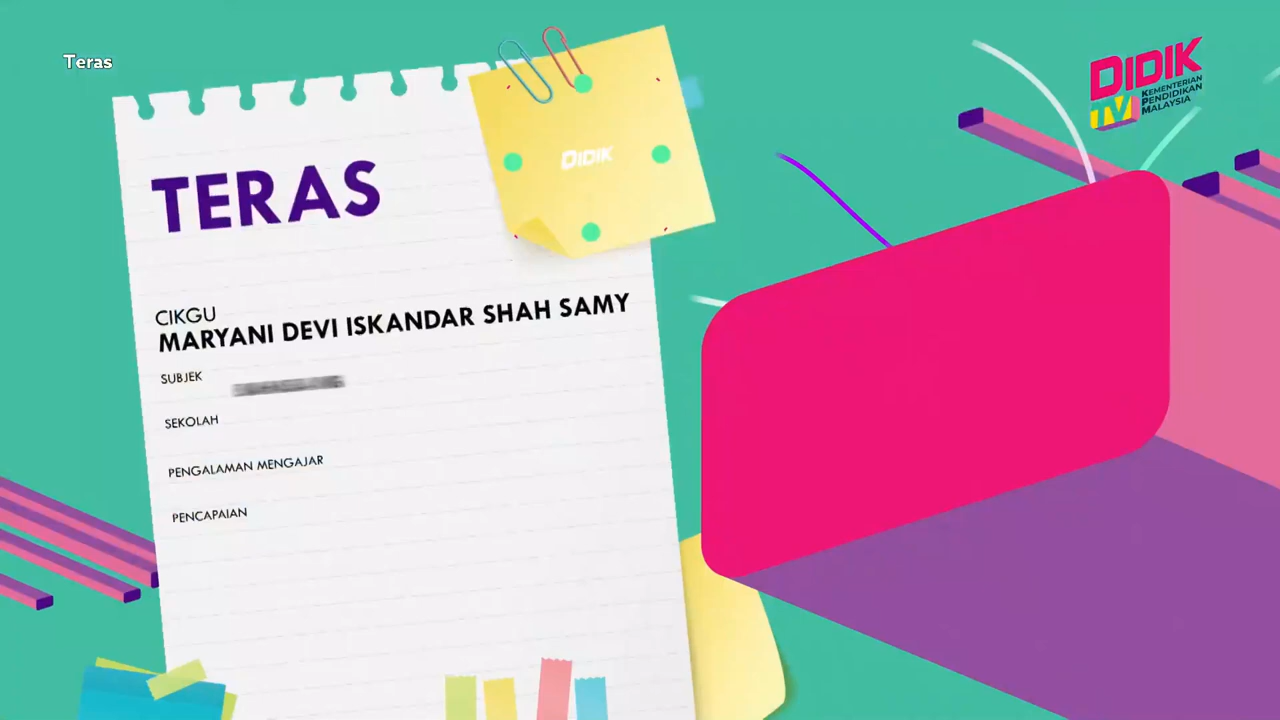 Teras
DIDIK
TV
KEMENTERIAN
PENDIDIKAN
MALAYSIA
DIDIK
TERAS
CIKGU
MARYANI DEVI ISKANDAR SHAH SAMY
SUBJEK
SEKOLAH
PENGALAMAN MENGAJAR
PENCAPAIAN